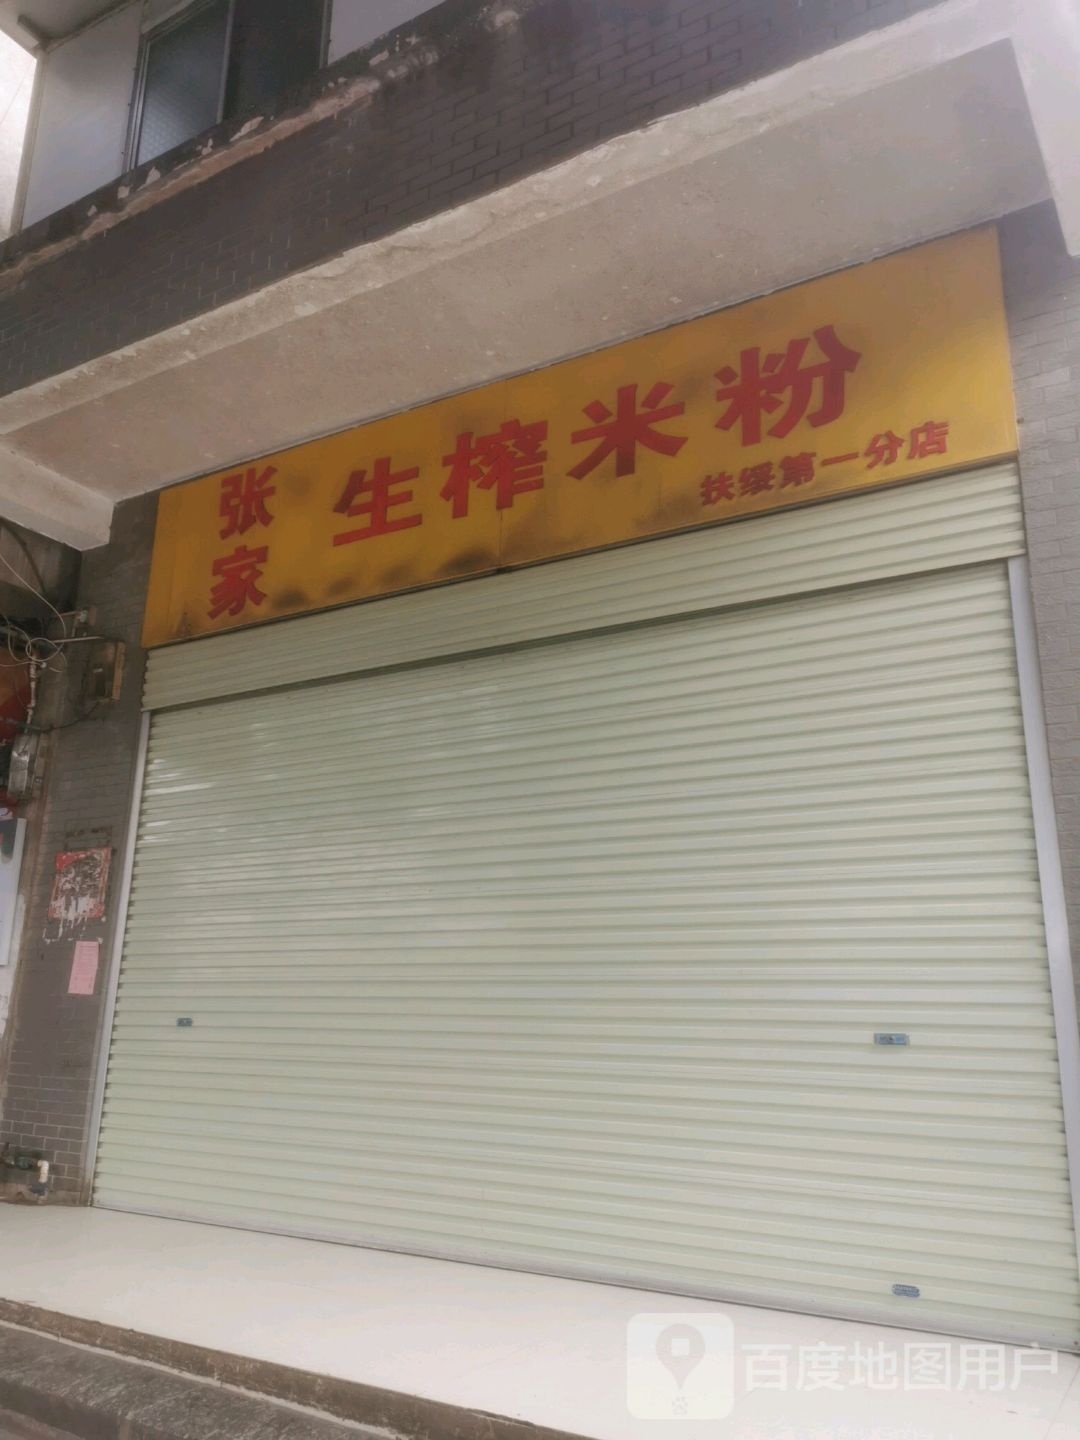 张家
生榨米粉
扶绥第一分店
百度地图用户